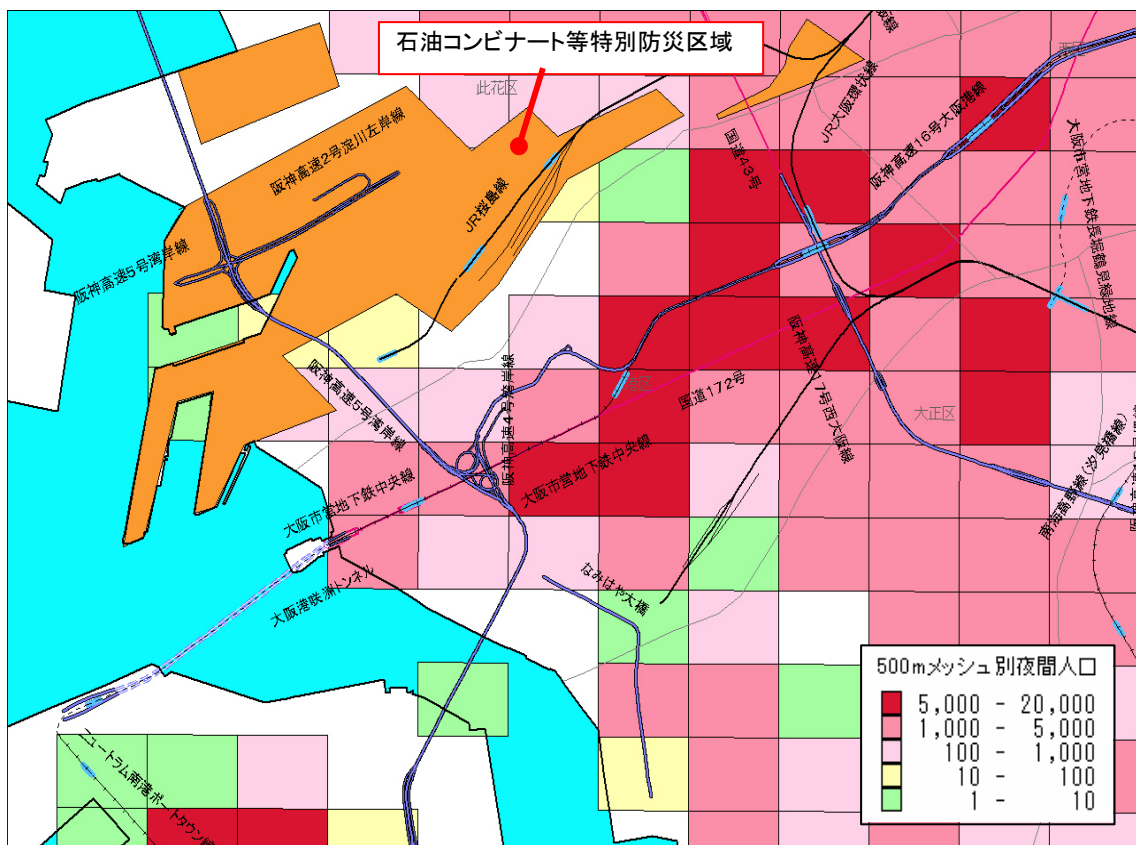 石油コンビナート等特別防災区域
此花区
西区
阪神高速2号淀川左岸線
JR大阪環状線
国道43号
阪神高速16号大阪港線
大阪市営地下鉄長堀鶴見緑地線
JR桜島線
阪神高速5号湾岸線
阪神高速5号湾岸線
阪神高速4号湾岸線
港区
国道172号
阪神高速17号西大阪線
大正区
南海高野線(汐見橋線)
大阪市営地下鉄中央線
大阪市営地下鉄中央線
大阪港咲洲トンネル
なみはや大橋
ニュートラム南港ポートタウン線
500mメッシュ別夜間人口
5,000 - 20,000
1,000 - 5,000
100 - 1,000
10 - 100
1 - 10